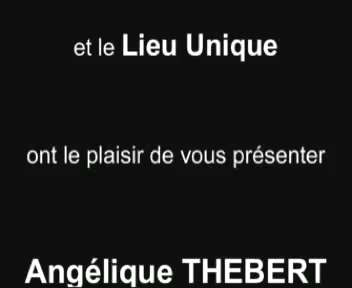 et le Lieu Unique
ont le plaisir de vous présenter
Angélique THEBERT